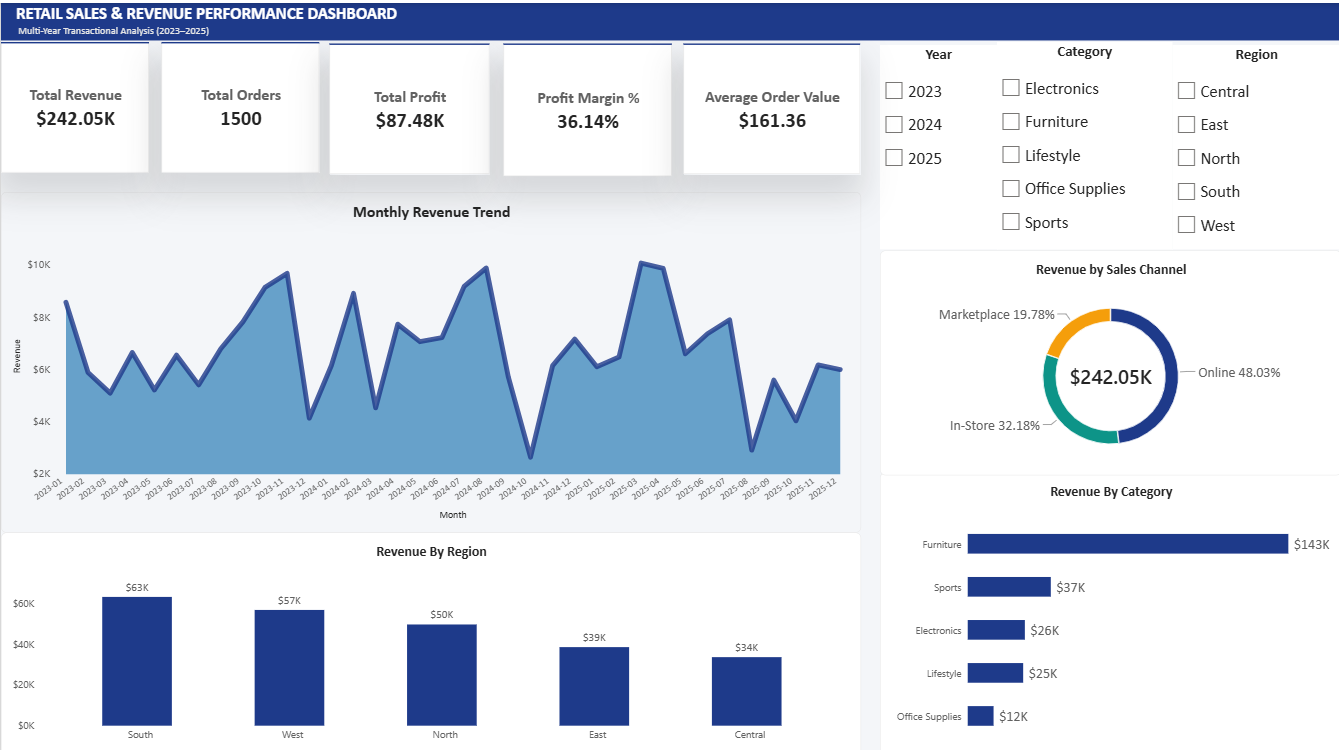 RETAIL SALES & REVENUE PERFORMANCE DASHBOARD
Multi-Year Transactional Analysis (2023–2025)
Total Revenue
$242.05K
Total Orders
1500
Total Profit
$87.48K
Profit Margin %
36.14%
Average Order Value
$161.36
Year
2023
2024
2025
Category
Electronics
Furniture
Lifestyle
Office Supplies
Sports
Region
Central
East
North
South
West
Monthly Revenue Trend
Revenue
$10K
$8K
$6K
$4K
$2K
2023-01
2023-02
2023-03
2023-04
2023-05
2023-06
2023-07
2023-08
2023-09
2023-10
2023-11
2023-12
2024-01
2024-02
2024-03
2024-04
2024-05
2024-06
2024-07
2024-08
2024-09
2024-10
2024-11
2024-12
2025-01
2025-02
2025-03
2025-04
2025-05
2025-06
2025-07
2025-08
2025-09
2025-10
2025-11
2025-12
Month
Revenue by Sales Channel
Marketplace 19.78%
Online 48.03%
In-Store 32.18%
$242.05K
Revenue By Region
$60K
$40K
$20K
$0K
$63K
$57K
$50K
$39K
$34K
South
West
North
East
Central
Revenue By Category
Furniture
$143K
Sports
$37K
Electronics
$26K
Lifestyle
$25K
Office Supplies
$12K